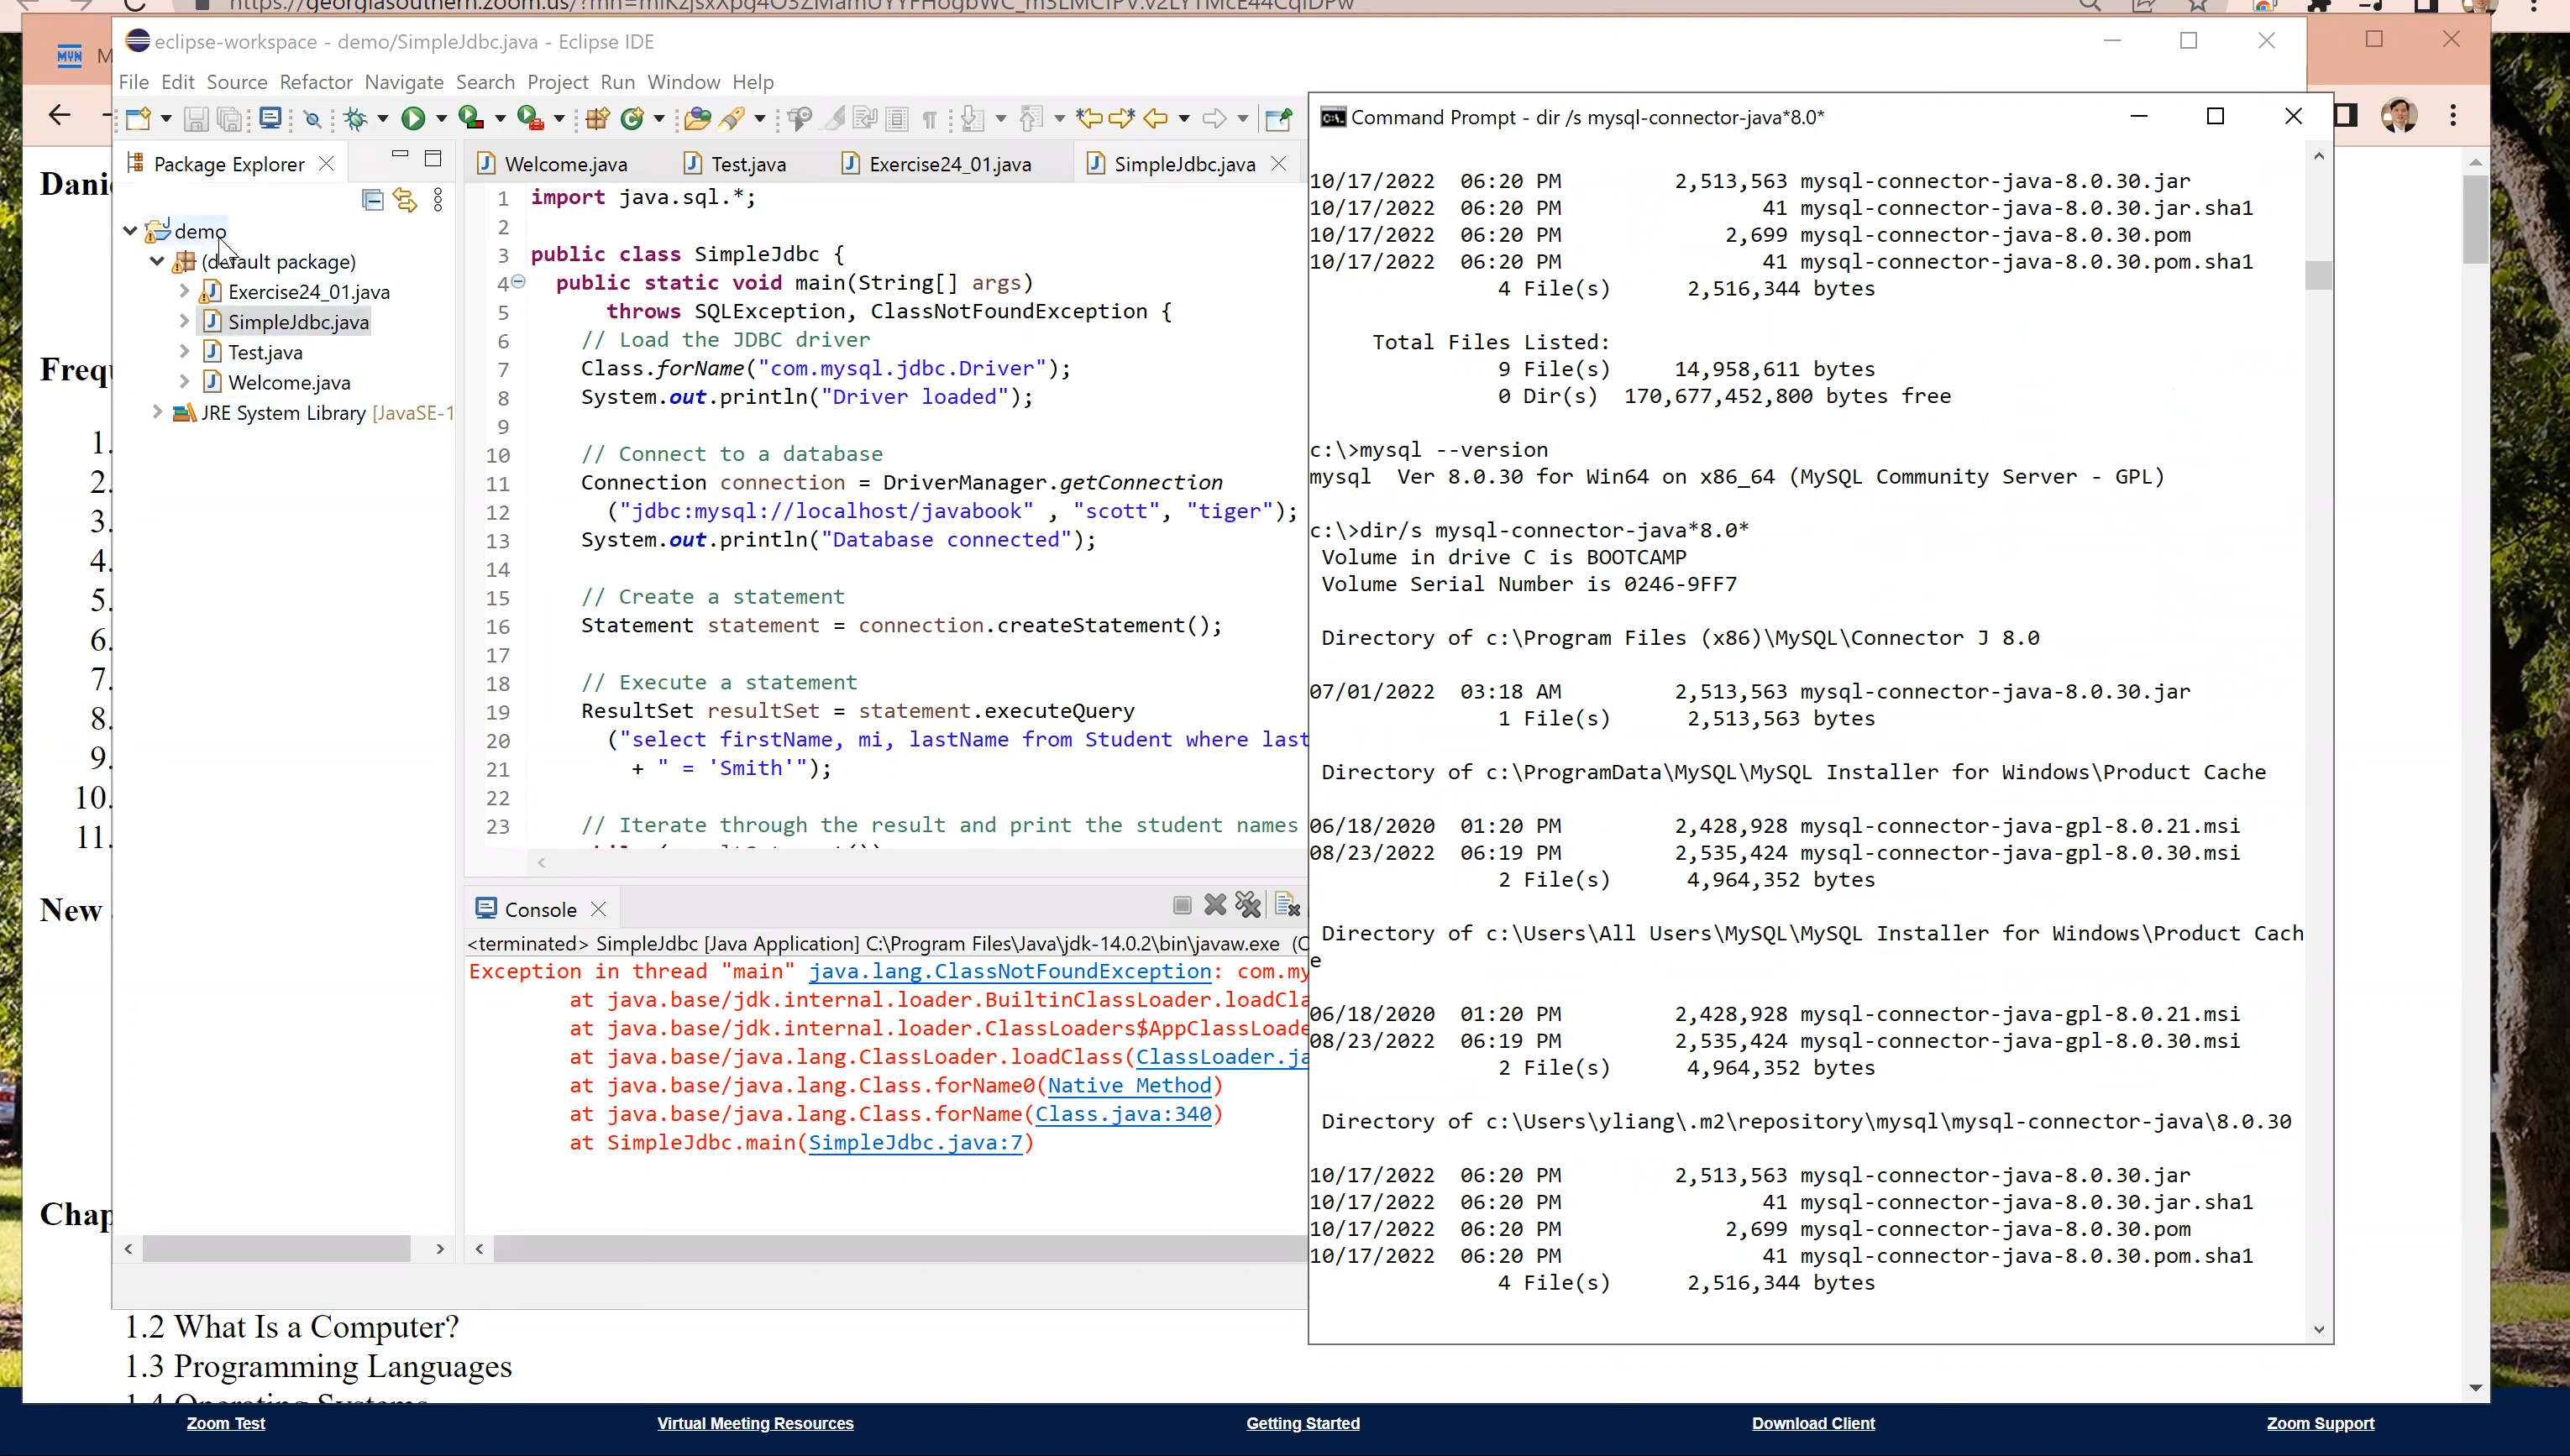 https://georgiasouthern.zoom.us/?mn=
eclipse-workspace - demo/SimpleJdbc.java - Eclipse IDE
File Edit Source Refactor Navigate Search Project Run Window Help
Package Explorer
demo
(default package)
Exercise24_01.java
SimpleJdbc.java
Test.java
Welcome.java
JRE System Library [JavaSE-1
Welcome.java Test.java Exercise24_01.java SimpleJdbc.java
1 import java.sql.*;
2
3 public class SimpleJdbc {
4 public static void main(String[] args)
5 throws SQLException, ClassNotFoundException {
6 // Load the JDBC driver
7 Class.forName("com.mysql.jdbc.Driver");
8 System.out.println("Driver loaded");
9
10 // Connect to a database
11 Connection connection = DriverManager.getConnection
12 ("jdbc:mysql://localhost/javabook" , "scott", "tiger");
13 System.out.println("Database connected");
14
15 // Create a statement
16 Statement statement = connection.createStatement();
17
18 // Execute a statement
19 ResultSet resultSet = statement.executeQuery
20 ("select firstName, mi, lastName from Student where last
21 + " = 'Smith'");
22
23 // Iterate through the result and print the student names
Console
<terminated> SimpleJdbc [Java Application] C:\Program Files\Java\jdk-14.0.2\bin\javaw.exe (
Exception in thread "main" java.lang.ClassNotFoundException: com.my
at java.base/jdk.internal.loader.BuiltinClassLoader.loadCla
at java.base/jdk.internal.loader.ClassLoaders$AppClassLoade
at java.base/java.lang.ClassLoader.loadClass(ClassLoader.ja
at java.base/java.lang.Class.forName0(Native Method)
at java.base/java.lang.Class.forName(Class.java:340)
at SimpleJdbc.main(SimpleJdbc.java:7)
Command Prompt - dir /s mysql-connector-java*8.0*
10/17/2022 06:20 PM 2,513,563 mysql-connector-java-8.0.30.jar
10/17/2022 06:20 PM 41 mysql-connector-java-8.0.30.jar.sha1
10/17/2022 06:20 PM 2,699 mysql-connector-java-8.0.30.pom
10/17/2022 06:20 PM 41 mysql-connector-java-8.0.30.pom.sha1
4 File(s) 2,516,344 bytes
Total Files Listed:
9 File(s) 14,958,611 bytes
0 Dir(s) 170,677,452,800 bytes free
c:\>mysql --version
mysql Ver 8.0.30 for Win64 on x86_64 (MySQL Community Server - GPL)
c:\>dir/s mysql-connector-java*8.0*
Volume in drive C is BOOTCAMP
Volume Serial Number is 0246-9FF7
Directory of c:\Program Files (x86)\MySQL\Connector J 8.0
07/01/2022 03:18 AM 2,513,563 mysql-connector-java-8.0.30.jar
1 File(s) 2,513,563 bytes
Directory of c:\ProgramData\MySQL\MySQL Installer for Windows\Product Cache
06/18/2020 01:20 PM 2,428,928 mysql-connector-java-gpl-8.0.21.msi
08/23/2022 06:19 PM 2,535,424 mysql-connector-java-gpl-8.0.30.msi
2 File(s) 4,964,352 bytes
Directory of c:\Users\All Users\MySQL\MySQL Installer for Windows\Product Cach
e
06/18/2020 01:20 PM 2,428,928 mysql-connector-java-gpl-8.0.21.msi
08/23/2022 06:19 PM 2,535,424 mysql-connector-java-gpl-8.0.30.msi
2 File(s) 4,964,352 bytes
Directory of c:\Users\yliang\.m2\repository\mysql\mysql-connector-java\8.0.30
10/17/2022 06:20 PM 2,513,563 mysql-connector-java-8.0.30.jar
10/17/2022 06:20 PM 41 mysql-connector-java-8.0.30.jar.sha1
10/17/2022 06:20 PM 2,699 mysql-connector-java-8.0.30.pom
10/17/2022 06:20 PM 41 mysql-connector-java-8.0.30.pom.sha1
4 File(s) 2,516,344 bytes
MYN M
Dani
Frequ
1.
2.
3.
4.
5.
6.
7.
8.
9.
10.
11.
New
Chap
1.2 What Is a Computer?
1.3 Programming Languages
1.4 Operating Systems
Zoom Test
Virtual Meeting Resources
Getting Started
Download Client
Zoom Support